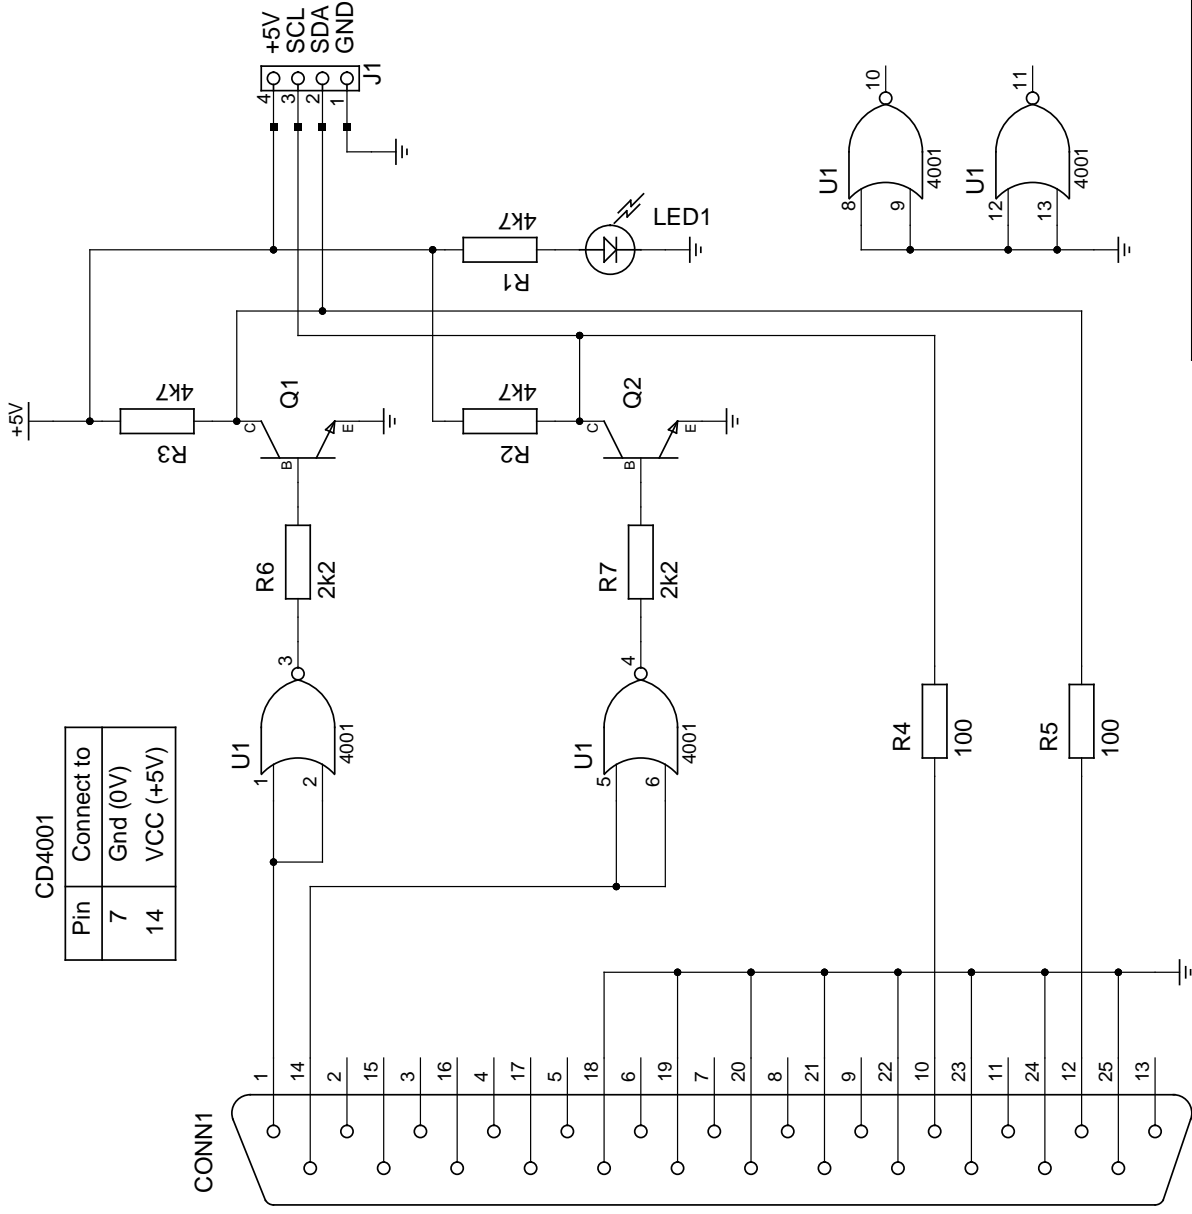 +5V
SCL
SDA
GND
4
3
2
1
J1
+5V
R3
4k7
Q1
C
B
E
R2
4k7
Q2
C
B
E
R1
4k7
LED1
U1
8
9
10
4001
U1
12
13
11
4001
R6
2k2
R7
2k2
U1
1
2
3
4001
U1
5
6
4
4001
R4
100
R5
100
CD4001
Pin Connect to
7 Gnd (0V)
14 VCC (+5V)
CONN1
1
14
2
15
3
16
4
17
5
18
6
19
7
20
8
21
9
22
10
23
11
24
12
25
13